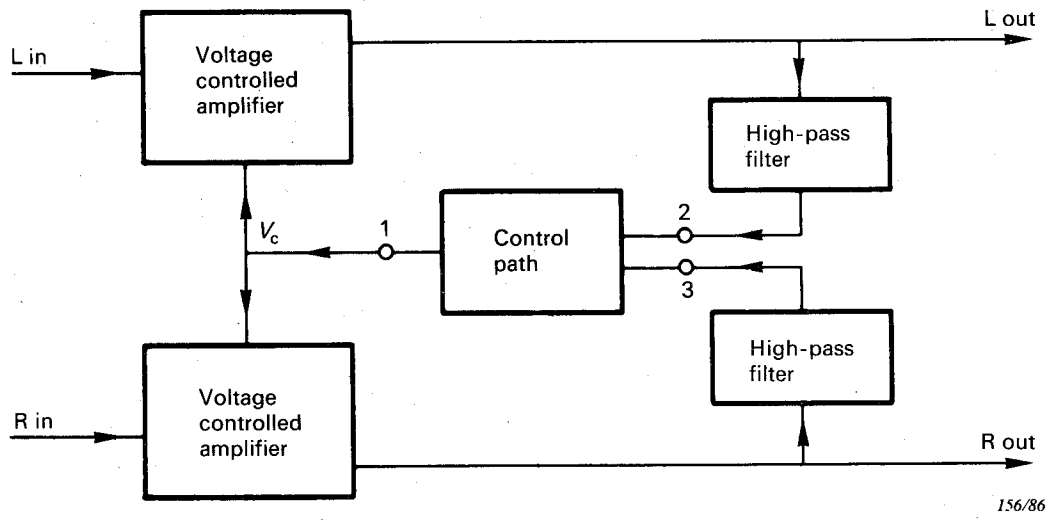 L in
Voltage
controlled
amplifier
L out
High-pass
filter
V_c
1
Control
path
2
3
High-pass
filter
R in
Voltage
controlled
amplifier
R out
156/86